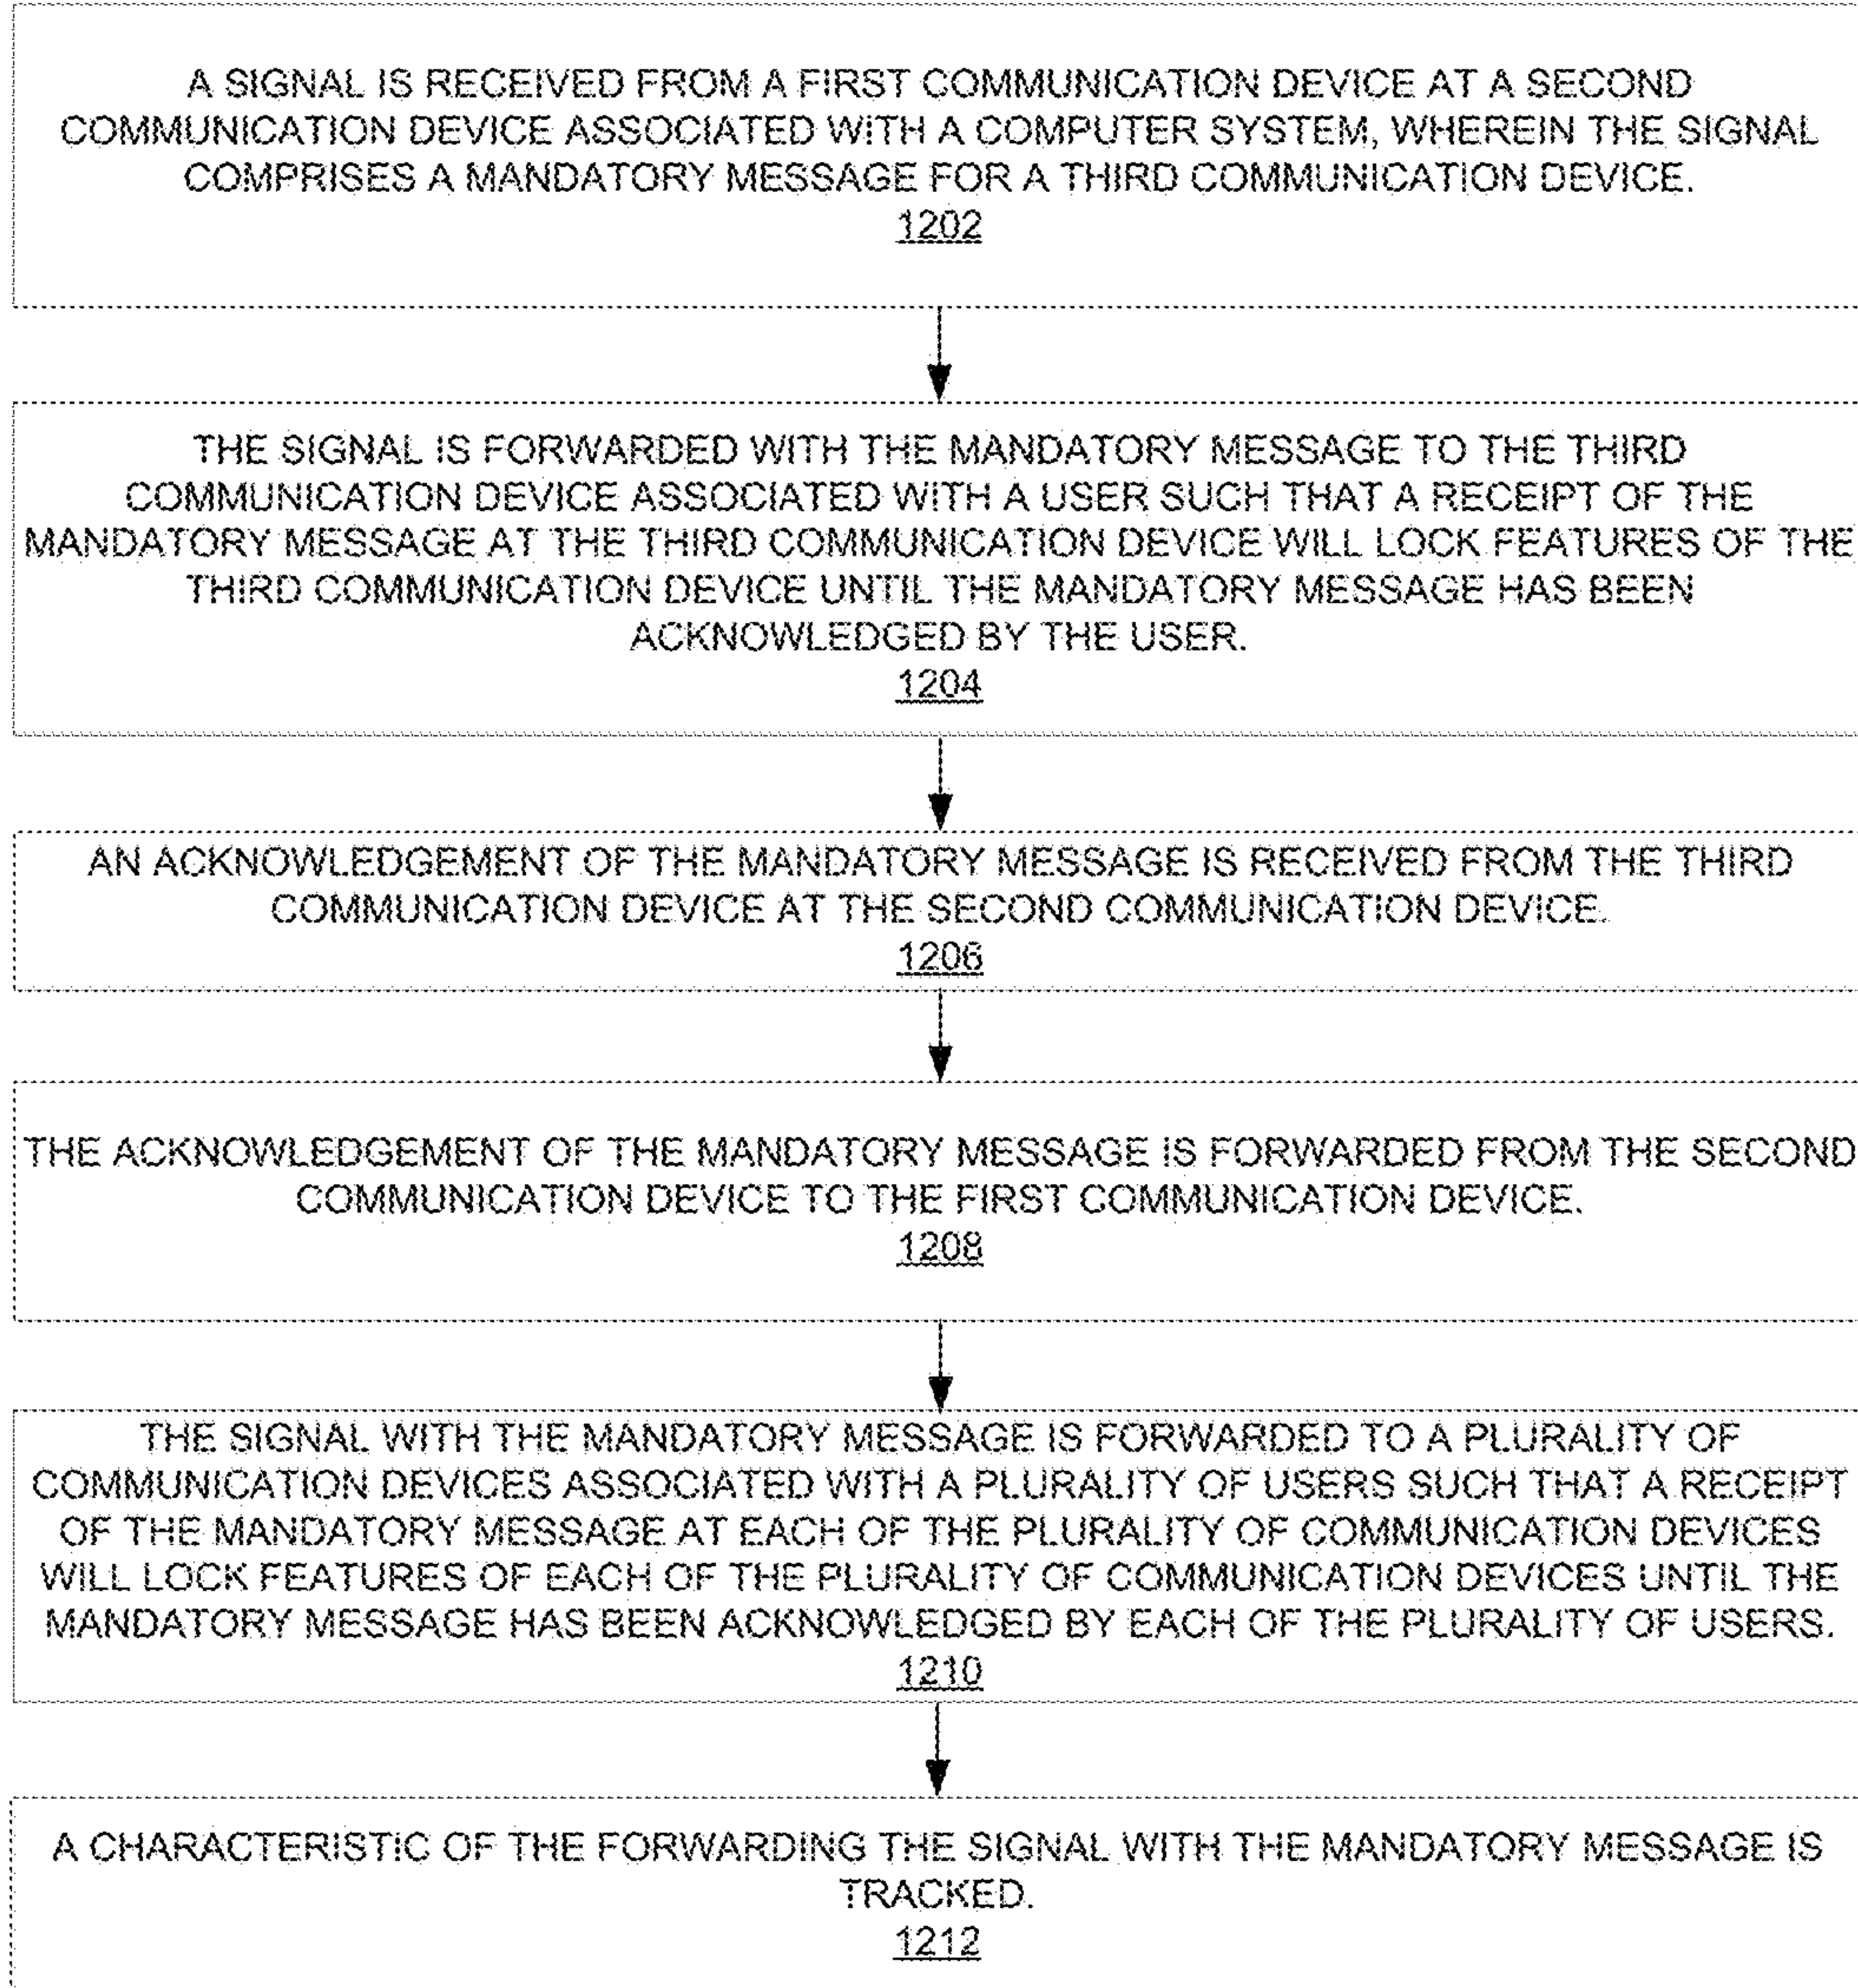 A SIGNAL IS RECEIVED FROM A FIRST COMMUNICATION DEVICE AT A SECOND
COMMUNICATION DEVICE ASSOCIATED WITH A COMPUTER SYSTEM, WHEREIN THE SIGNAL
COMPRISES A MANDATORY MESSAGE FOR A THIRD COMMUNICATION DEVICE.
1202
THE SIGNAL IS FORWARDED WITH THE MANDATORY MESSAGE TO THE THIRD
COMMUNICATION DEVICE ASSOCIATED WITH A USER SUCH THAT A RECEIPT OF THE
MANDATORY MESSAGE AT THE THIRD COMMUNICATION DEVICE WILL LOCK FEATURES OF THE
THIRD COMMUNICATION DEVICE UNTIL THE MANDATORY MESSAGE HAS BEEN
ACKNOWLEDGED BY THE USER.
1204
AN ACKNOWLEDGEMENT OF THE MANDATORY MESSAGE IS RECEIVED FROM THE THIRD
COMMUNICATION DEVICE AT THE SECOND COMMUNICATION DEVICE.
1206
THE ACKNOWLEDGEMENT OF THE MANDATORY MESSAGE IS FORWARDED FROM THE SECOND
COMMUNICATION DEVICE TO THE FIRST COMMUNICATION DEVICE.
1208
THE SIGNAL WITH THE MANDATORY MESSAGE IS FORWARDED TO A PLURALITY OF
COMMUNICATION DEVICES ASSOCIATED WITH A PLURALITY OF USERS SUCH THAT A RECEIPT
OF THE MANDATORY MESSAGE AT EACH OF THE PLURALITY OF COMMUNICATION DEVICES
WILL LOCK FEATURES OF EACH OF THE PLURALITY OF COMMUNICATION DEVICES UNTIL THE
MANDATORY MESSAGE HAS BEEN ACKNOWLEDGED BY EACH OF THE PLURALITY OF USERS.
1210
A CHARACTERISTIC OF THE FORWARDING THE SIGNAL WITH THE MANDATORY MESSAGE IS
TRACKED.
1212